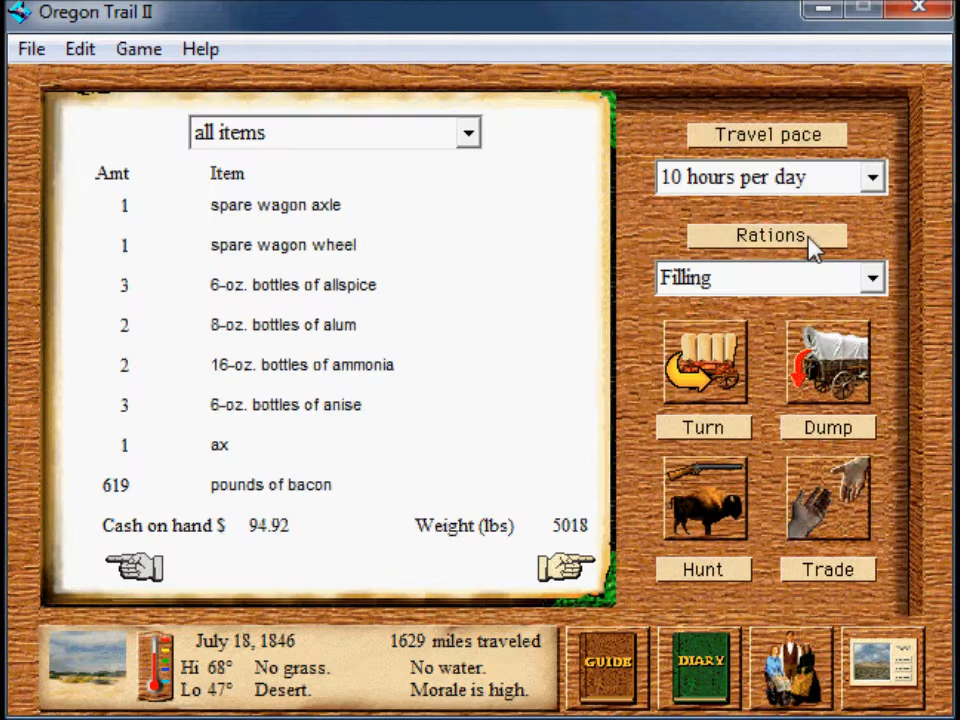 Oregon Trail II
File Edit Game Help
all items
Amt Item
1 spare wagon axle
1 spare wagon wheel
3 6-oz. bottles of allspice
2 8-oz. bottles of alum
2 16-oz. bottles of ammonia
3 6-oz. bottles of anise
1 ax
619 pounds of bacon
Cash on hand $ 94.92 Weight (lbs) 5018
Travel pace
10 hours per day
Rations
Filling
Turn Dump
Hunt Trade
July 18, 1846 1629 miles traveled
Hi 68° No grass. No water.
Lo 47° Desert. Morale is high.
GUIDE DIARY